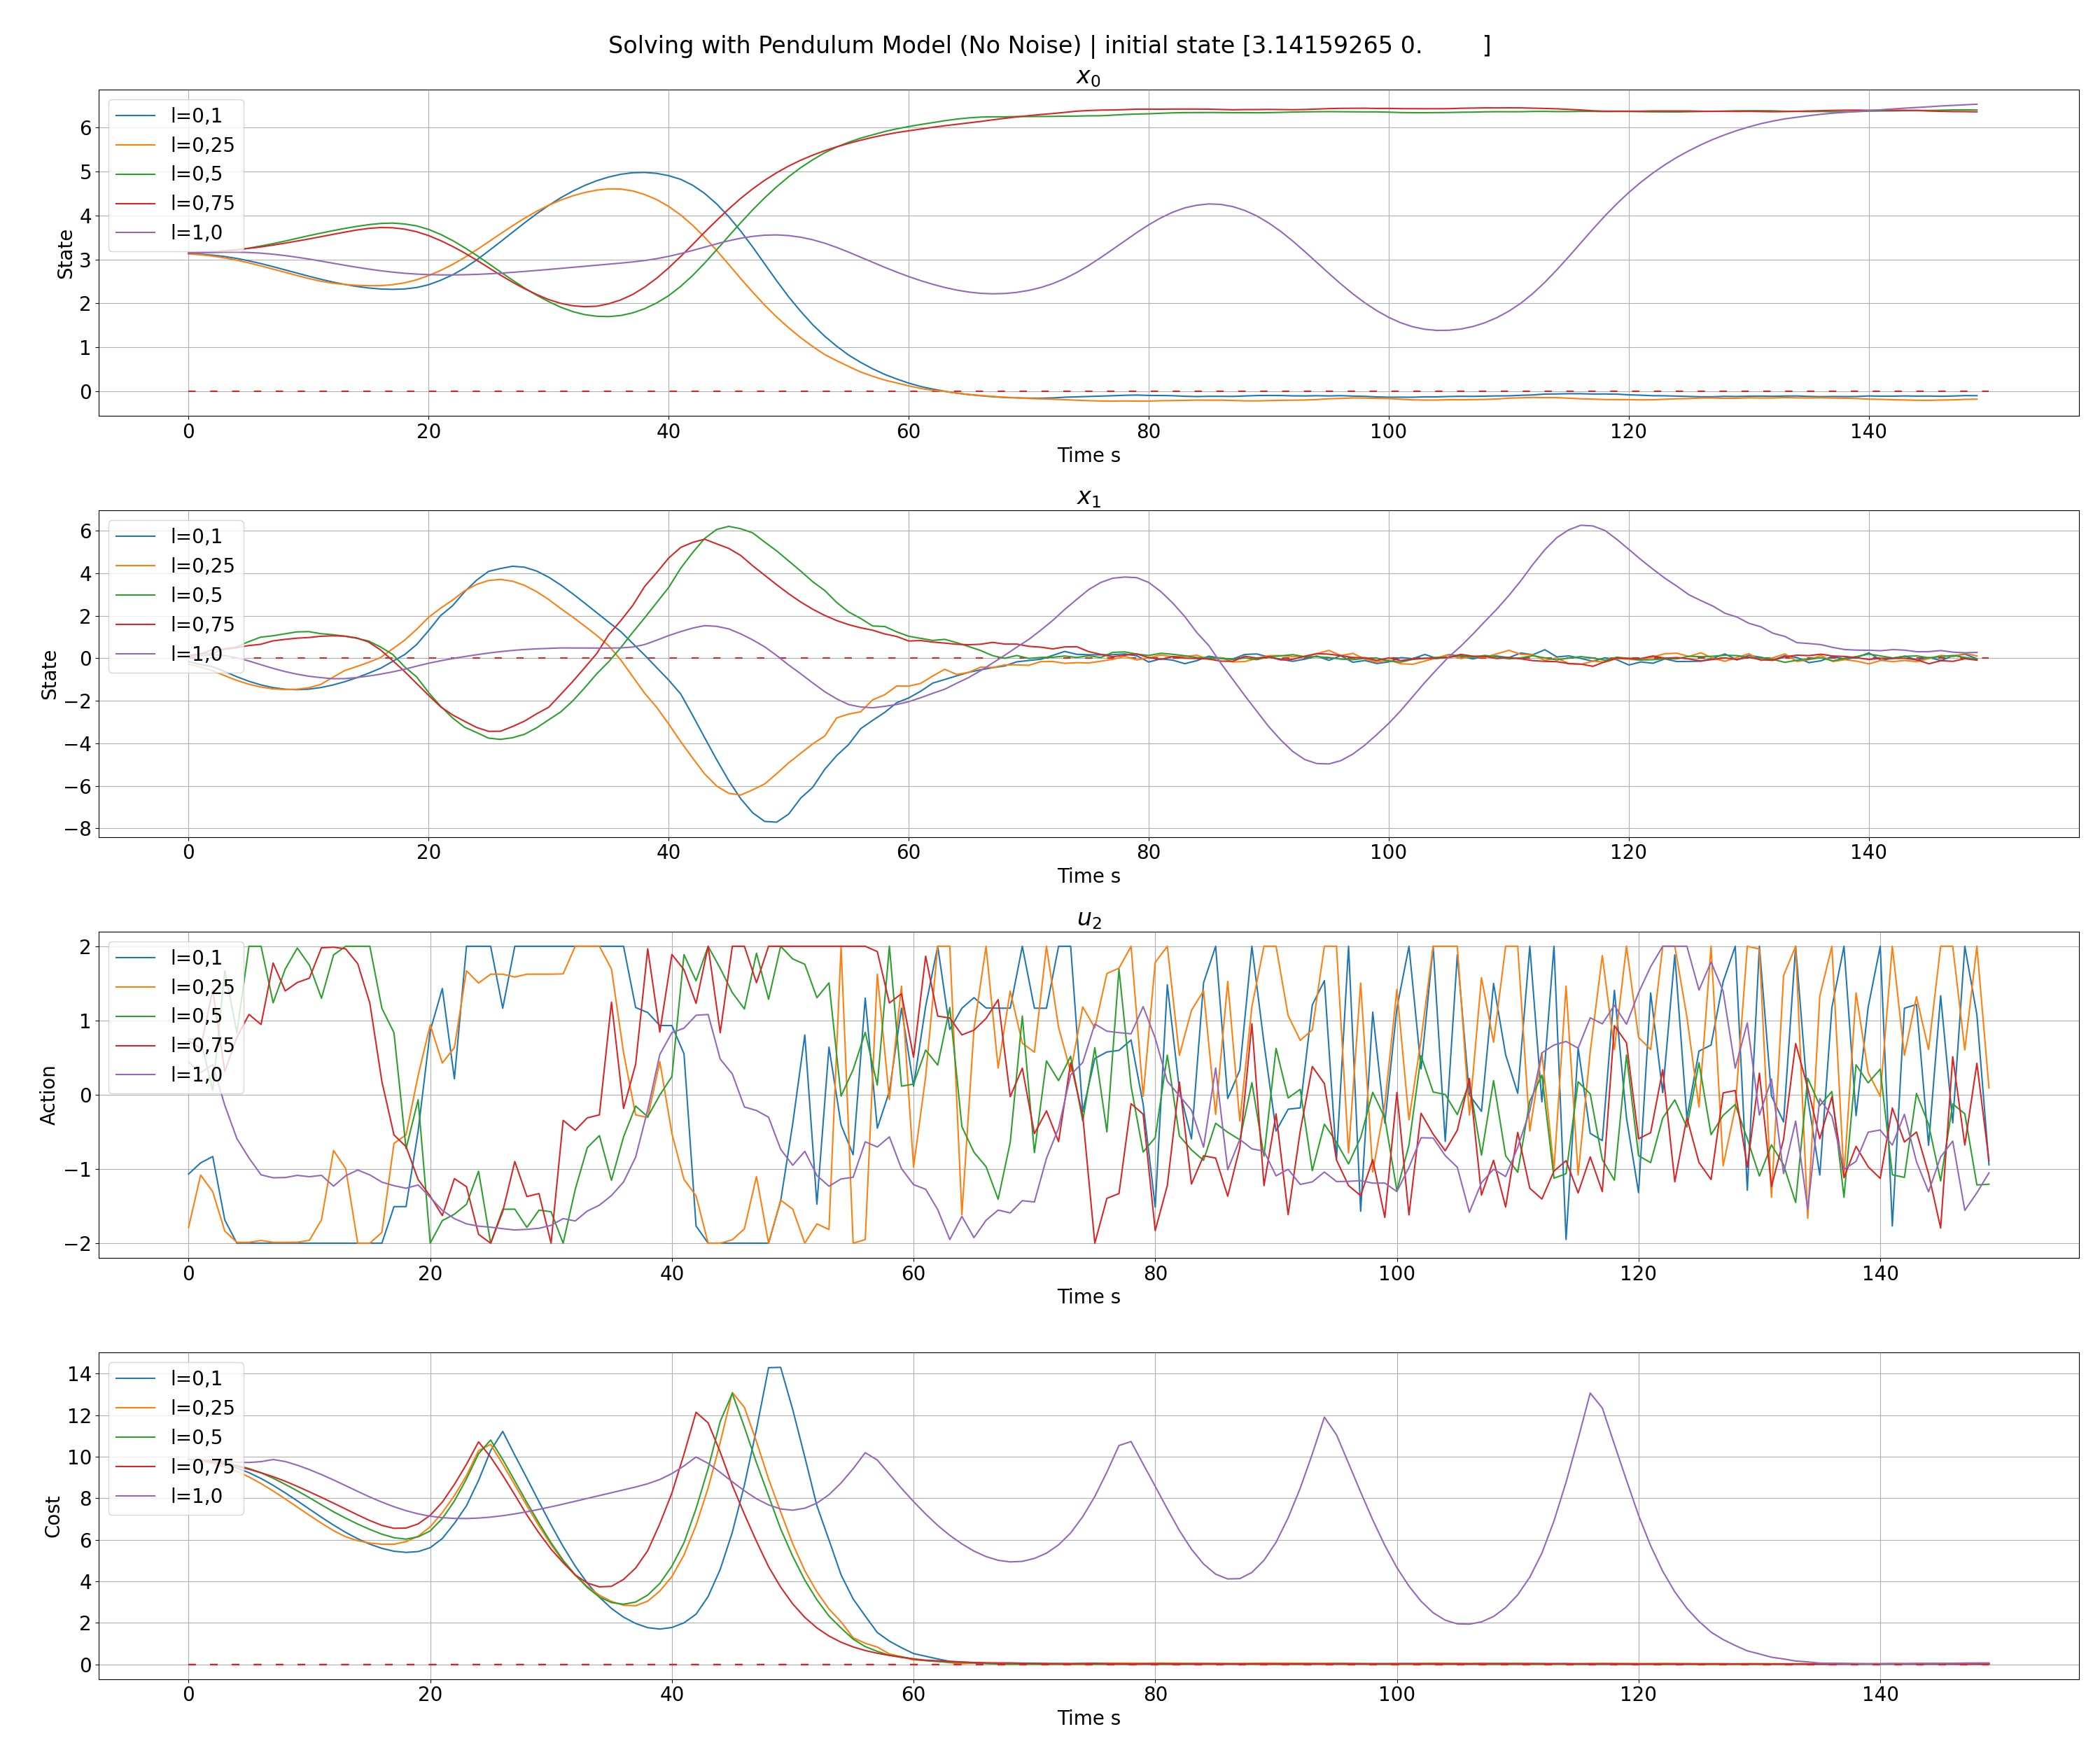 Solving with Pendulum Model (No Noise) | initial state [3.14159265 0. ]
x0
State
6
5
4
3
2
1
0
l=0,1
l=0,25
l=0,5
l=0,75
l=1,0
0 20 40 60 80 100 120 140
Time s
x1
State
6
4
2
0
−2
−4
−6
−8
l=0,1
l=0,25
l=0,5
l=0,75
l=1,0
0 20 40 60 80 100 120 140
Time s
u2
Action
2
1
0
−1
−2
l=0,1
l=0,25
l=0,5
l=0,75
l=1,0
0 20 40 60 80 100 120 140
Time s
Cost
14
12
10
8
6
4
2
0
l=0,1
l=0,25
l=0,5
l=0,75
l=1,0
0 20 40 60 80 100 120 140
Time s